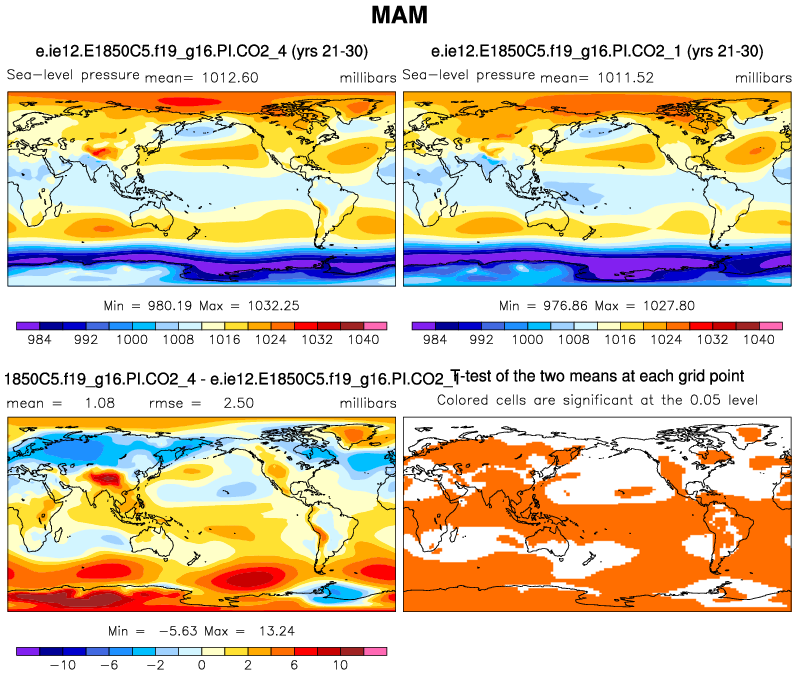 MAM
e.ie12.E1850C5.f19_g16.PI.CO2_4 (yrs 21-30)
e.ie12.E1850C5.f19_g16.PI.CO2_1 (yrs 21-30)
Sea-level pressure mean= 1012.60 millibars
Sea-level pressure mean= 1011.52 millibars
Min = 980.19 Max = 1032.25
Min = 976.86 Max = 1027.80
984 992 1000 1008 1016 1024 1032 1040
984 992 1000 1008 1016 1024 1032 1040
1850C5.f19_g16.PI.CO2_4 - e.ie12.E1850C5.f19_g16.PI.CO2_1
T-test of the two means at each grid point
mean = 1.08 rmse = 2.50 millibars
Colored cells are significant at the 0.05 level
Min = -5.63 Max = 13.24
-10 -6 -2 0 2 6 10